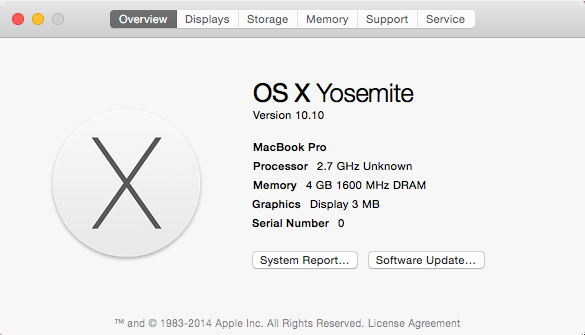 Overview Displays Storage Memory Support Service
OS X Yosemite
Version 10.10
MacBook Pro
Processor 2.7 GHz Unknown
Memory 4 GB 1600 MHz DRAM
Graphics Display 3 MB
Serial Number 0
System Report... Software Update...
™ and © 1983-2014 Apple Inc. All Rights Reserved. License Agreement